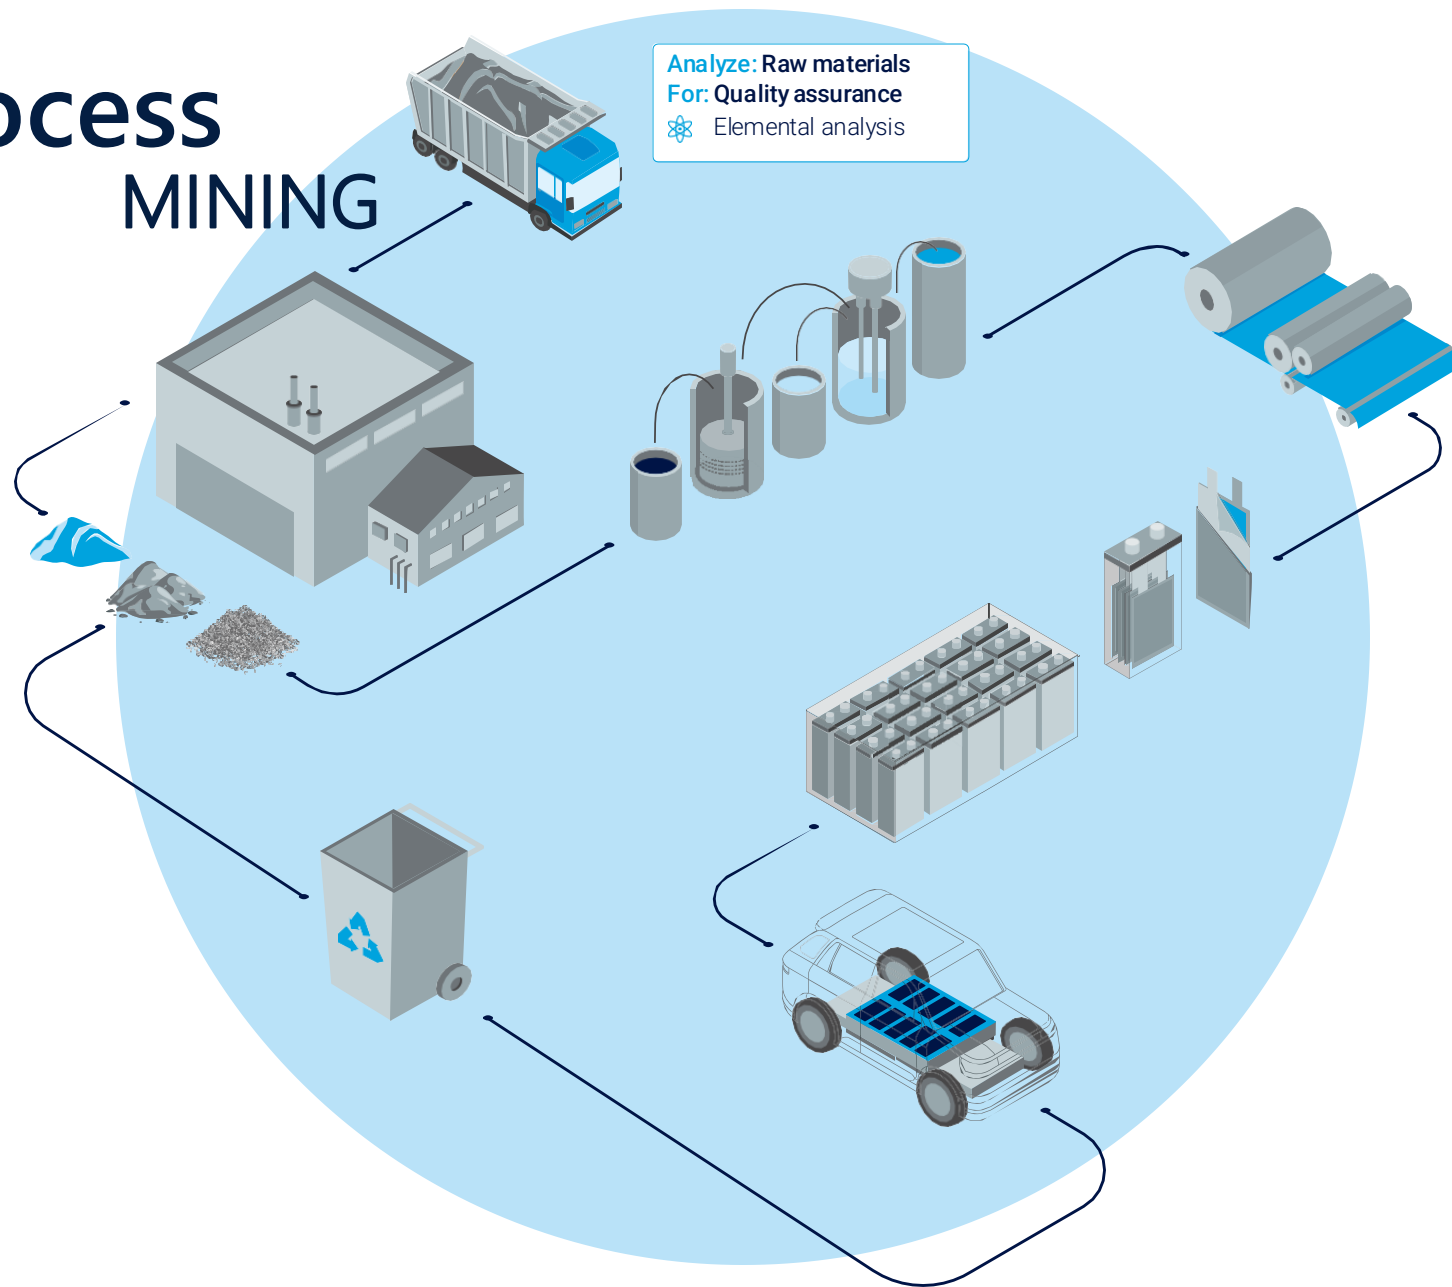 ocess
MINING
Analyze: Raw materials
For: Quality assurance
Elemental analysis